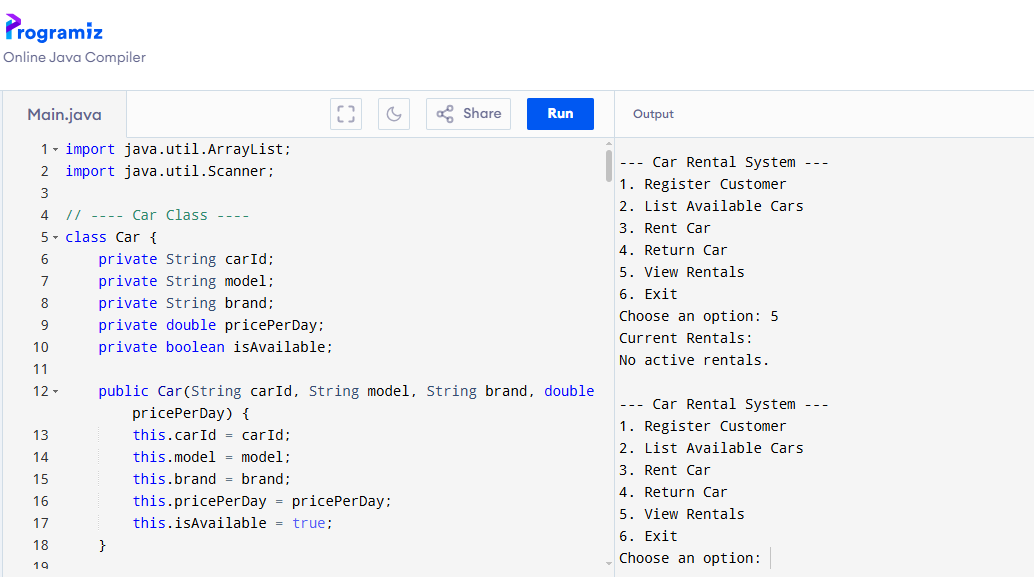 Programiz
Online Java Compiler
Main.java
Share
Run
Output
1 import java.util.ArrayList;
2 import java.util.Scanner;
3
4 // ---- Car Class ----
5 class Car {
6 private String carId;
7 private String model;
8 private String brand;
9 private double pricePerDay;
10 private boolean isAvailable;
11
12 public Car(String carId, String model, String brand, double
pricePerDay) {
13 this.carId = carId;
14 this.model = model;
15 this.brand = brand;
16 this.pricePerDay = pricePerDay;
17 this.isAvailable = true;
18 }
19
--- Car Rental System ---
1. Register Customer
2. List Available Cars
3. Rent Car
4. Return Car
5. View Rentals
6. Exit
Choose an option: 5
Current Rentals:
No active rentals.
--- Car Rental System ---
1. Register Customer
2. List Available Cars
3. Rent Car
4. Return Car
5. View Rentals
6. Exit
Choose an option: